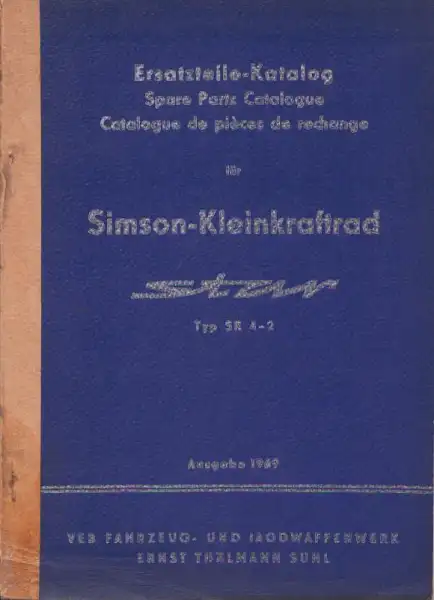 Ersatzteile-Katalog
Spare Parts Catalogue
Catalogue de pièces de rechange
für
Simson-Kleinkraftrad
Star
Typ SR 4-2
Ausgabe 1969
VEB FAHRZEUG- UND JAGDWAFFENWERK
ERNST THÄLMANN SUHL